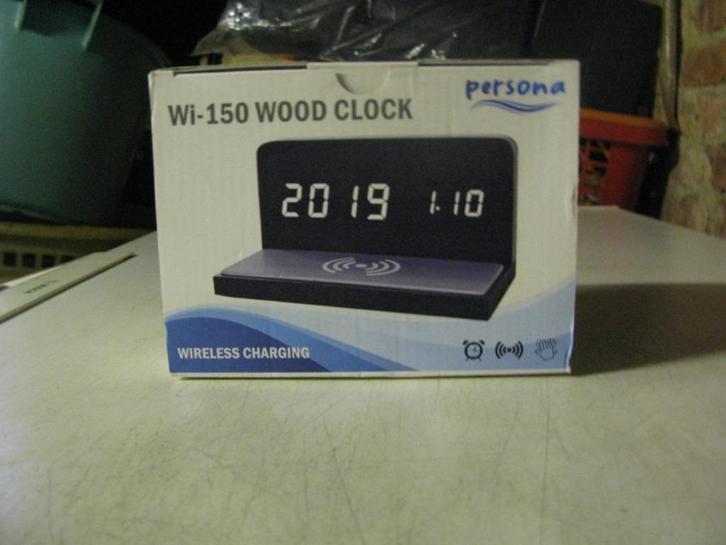 persona
Wi-150 WOOD CLOCK
2019 1.10
WIRELESS CHARGING